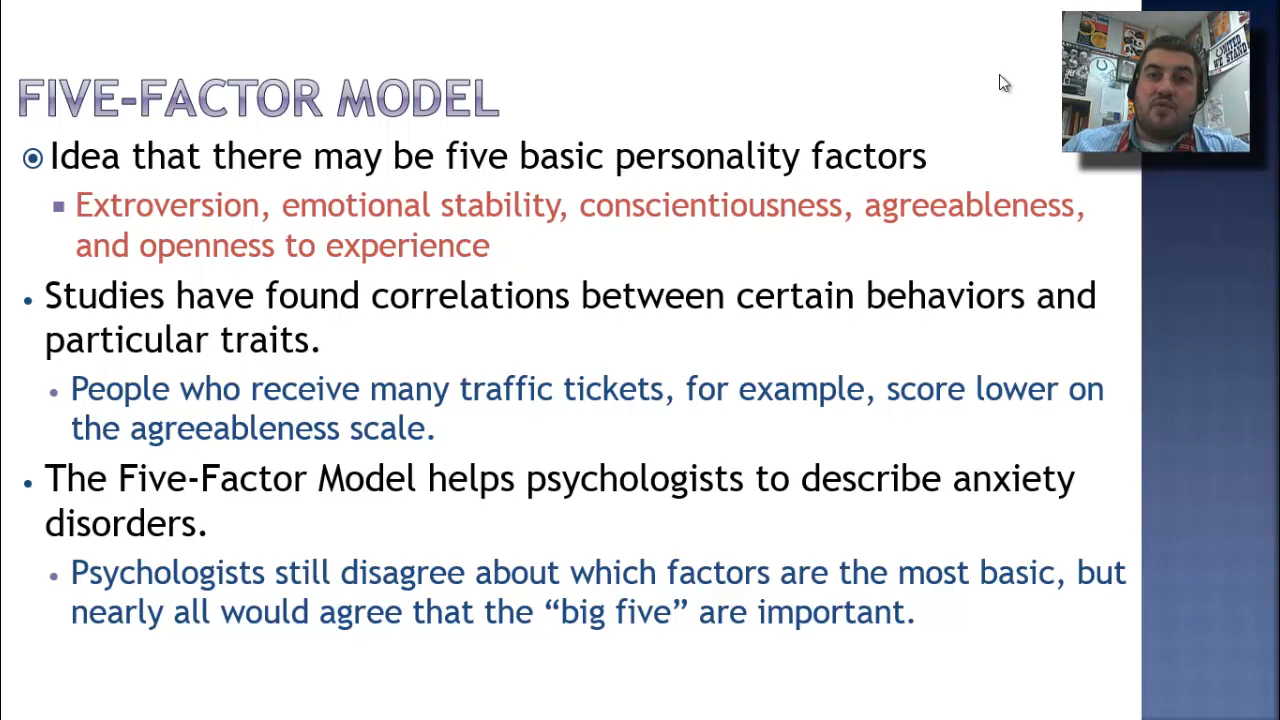 FIVE-FACTOR MODEL
Idea that there may be five basic personality factors
Extroversion, emotional stability, conscientiousness, agreeableness,
and openness to experience
Studies have found correlations between certain behaviors and
particular traits.
People who receive many traffic tickets, for example, score lower on
the agreeableness scale.
The Five-Factor Model helps psychologists to describe anxiety
disorders.
Psychologists still disagree about which factors are the most basic, but
nearly all would agree that the “big five” are important.
UNITED
WE STAND